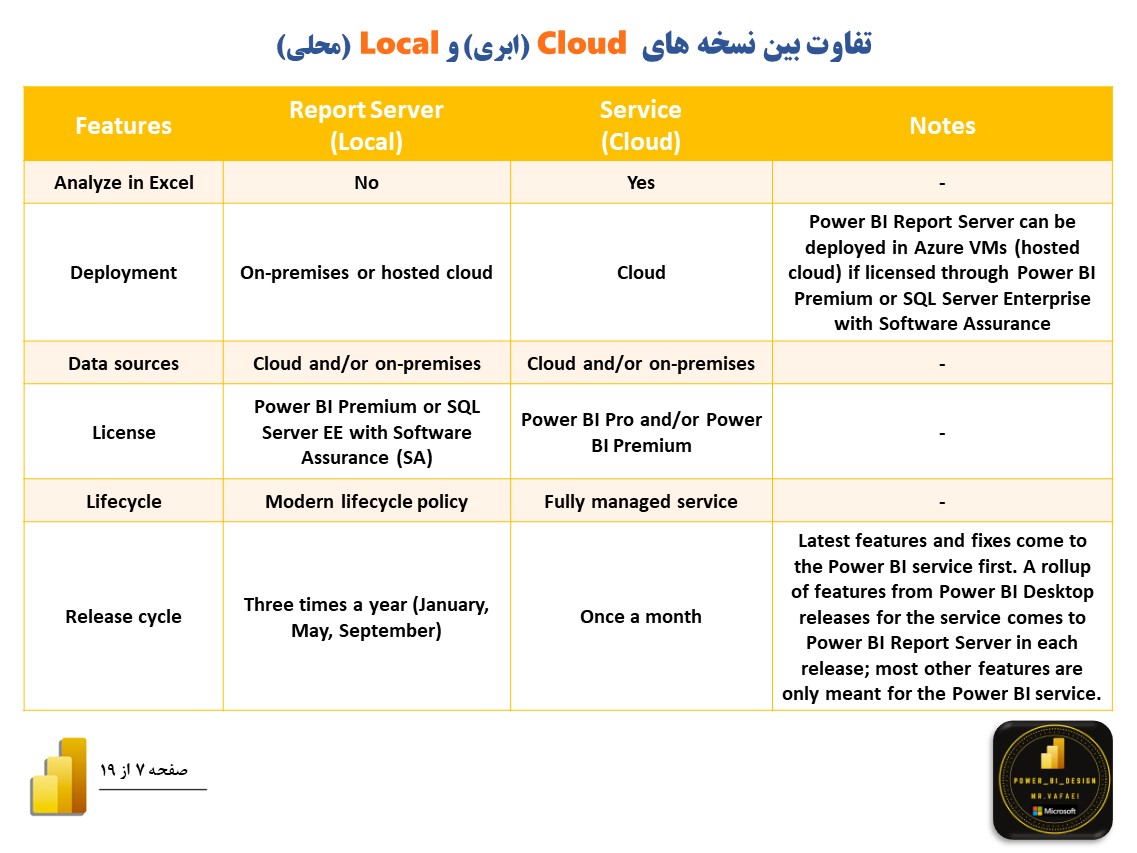 تفاوت بین نسخه های Cloud (ابری) و Local (محلی)
Features
Report Server
(Local)
Service
(Cloud)
Notes
Analyze in Excel
No
Yes
-
Deployment
On-premises or hosted cloud
Cloud
Power BI Report Server can be
deployed in Azure VMs (hosted
cloud) if licensed through Power BI
Premium or SQL Server Enterprise
with Software Assurance
Data sources
Cloud and/or on-premises
Cloud and/or on-premises
-
License
Power BI Premium or SQL
Server EE with Software
Assurance (SA)
Power BI Pro and/or Power
BI Premium
-
Lifecycle
Modern lifecycle policy
Fully managed service
-
Release cycle
Three times a year (January,
May, September)
Once a month
Latest features and fixes come to
the Power BI service first. A rollup
of features from Power BI Desktop
releases for the service comes to
Power BI Report Server in each
release; most other features are
only meant for the Power BI service.
صفحه ۷ از ۱۹
POWER_BI_DESIGN
MR.VAFAEI
Microsoft